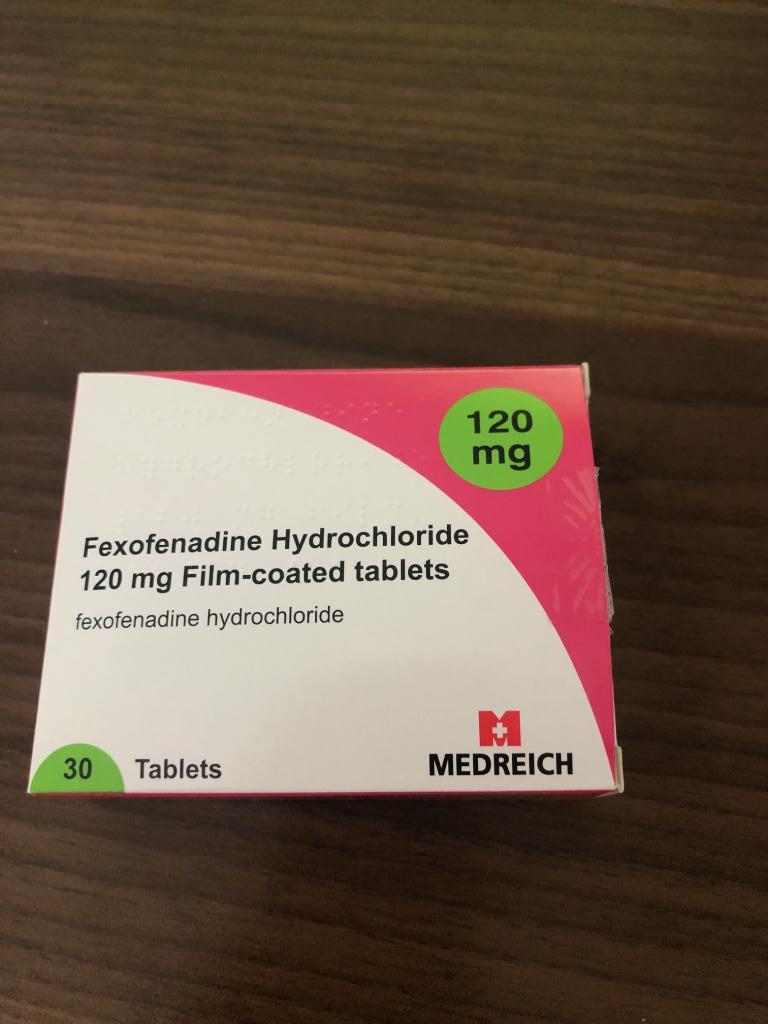 120
mg
Fexofenadine Hydrochloride
120 mg Film-coated tablets
fexofenadine hydrochloride
30 Tablets
MEDREICH